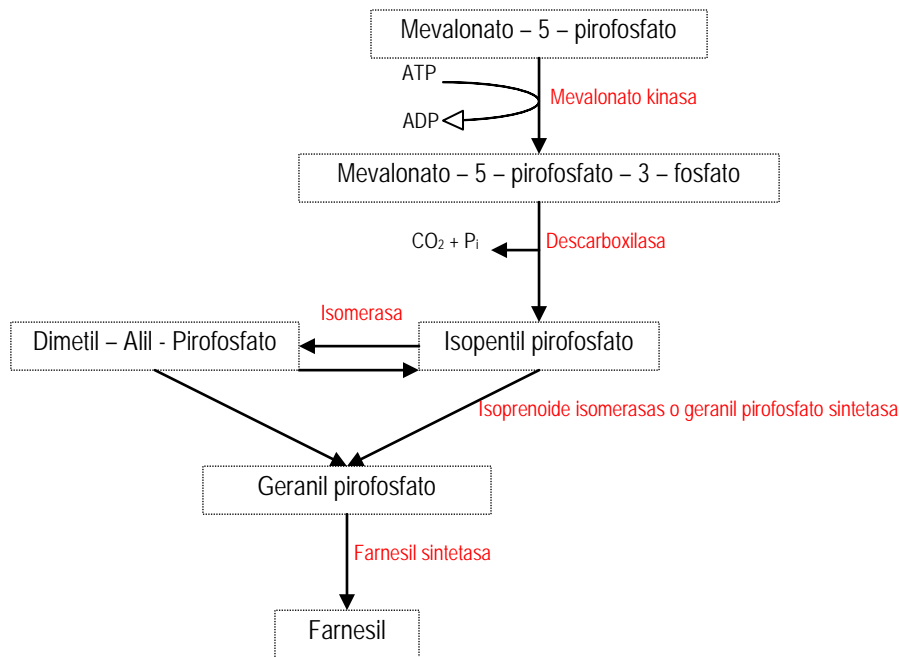 Mevalonato – 5 – pirofosfato
ATP
Mevalonato kinasa
ADP
Mevalonato – 5 – pirofosfato – 3 – fosfato
CO₂ + Pᵢ
Descarboxilasa
Isomerasa
Dimetil – Alil - Pirofosfato
Isopentil pirofosfato
Isoprenoide isomerasas o geranil pirofosfato sintetasa
Geranil pirofosfato
Farnesil sintetasa
Farnesil